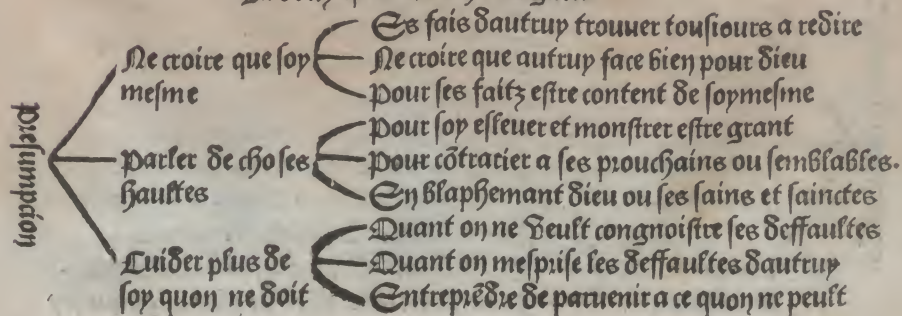 Presumpcion
Ne croire que soy
mesme
Es fais dautruy trouuer tousiours a redire
Ne croire que autruy face bien pour dieu
Pour ses faitz estre content de soymesme
Parler de choses
haultes
Pour soy esleuer et monstrer estre grant
Pour cõtrarier a ses prouchains ou semblables.
En blaphemant dieu ou ses sains et sainctes
Cuider plus de
soy quon ne doit
Quant on ne veult congnoistre ses deffaultes
Quant on mesprise les deffaultes dautruy
Entreprẽdre de paruenir a ce quon ne peult